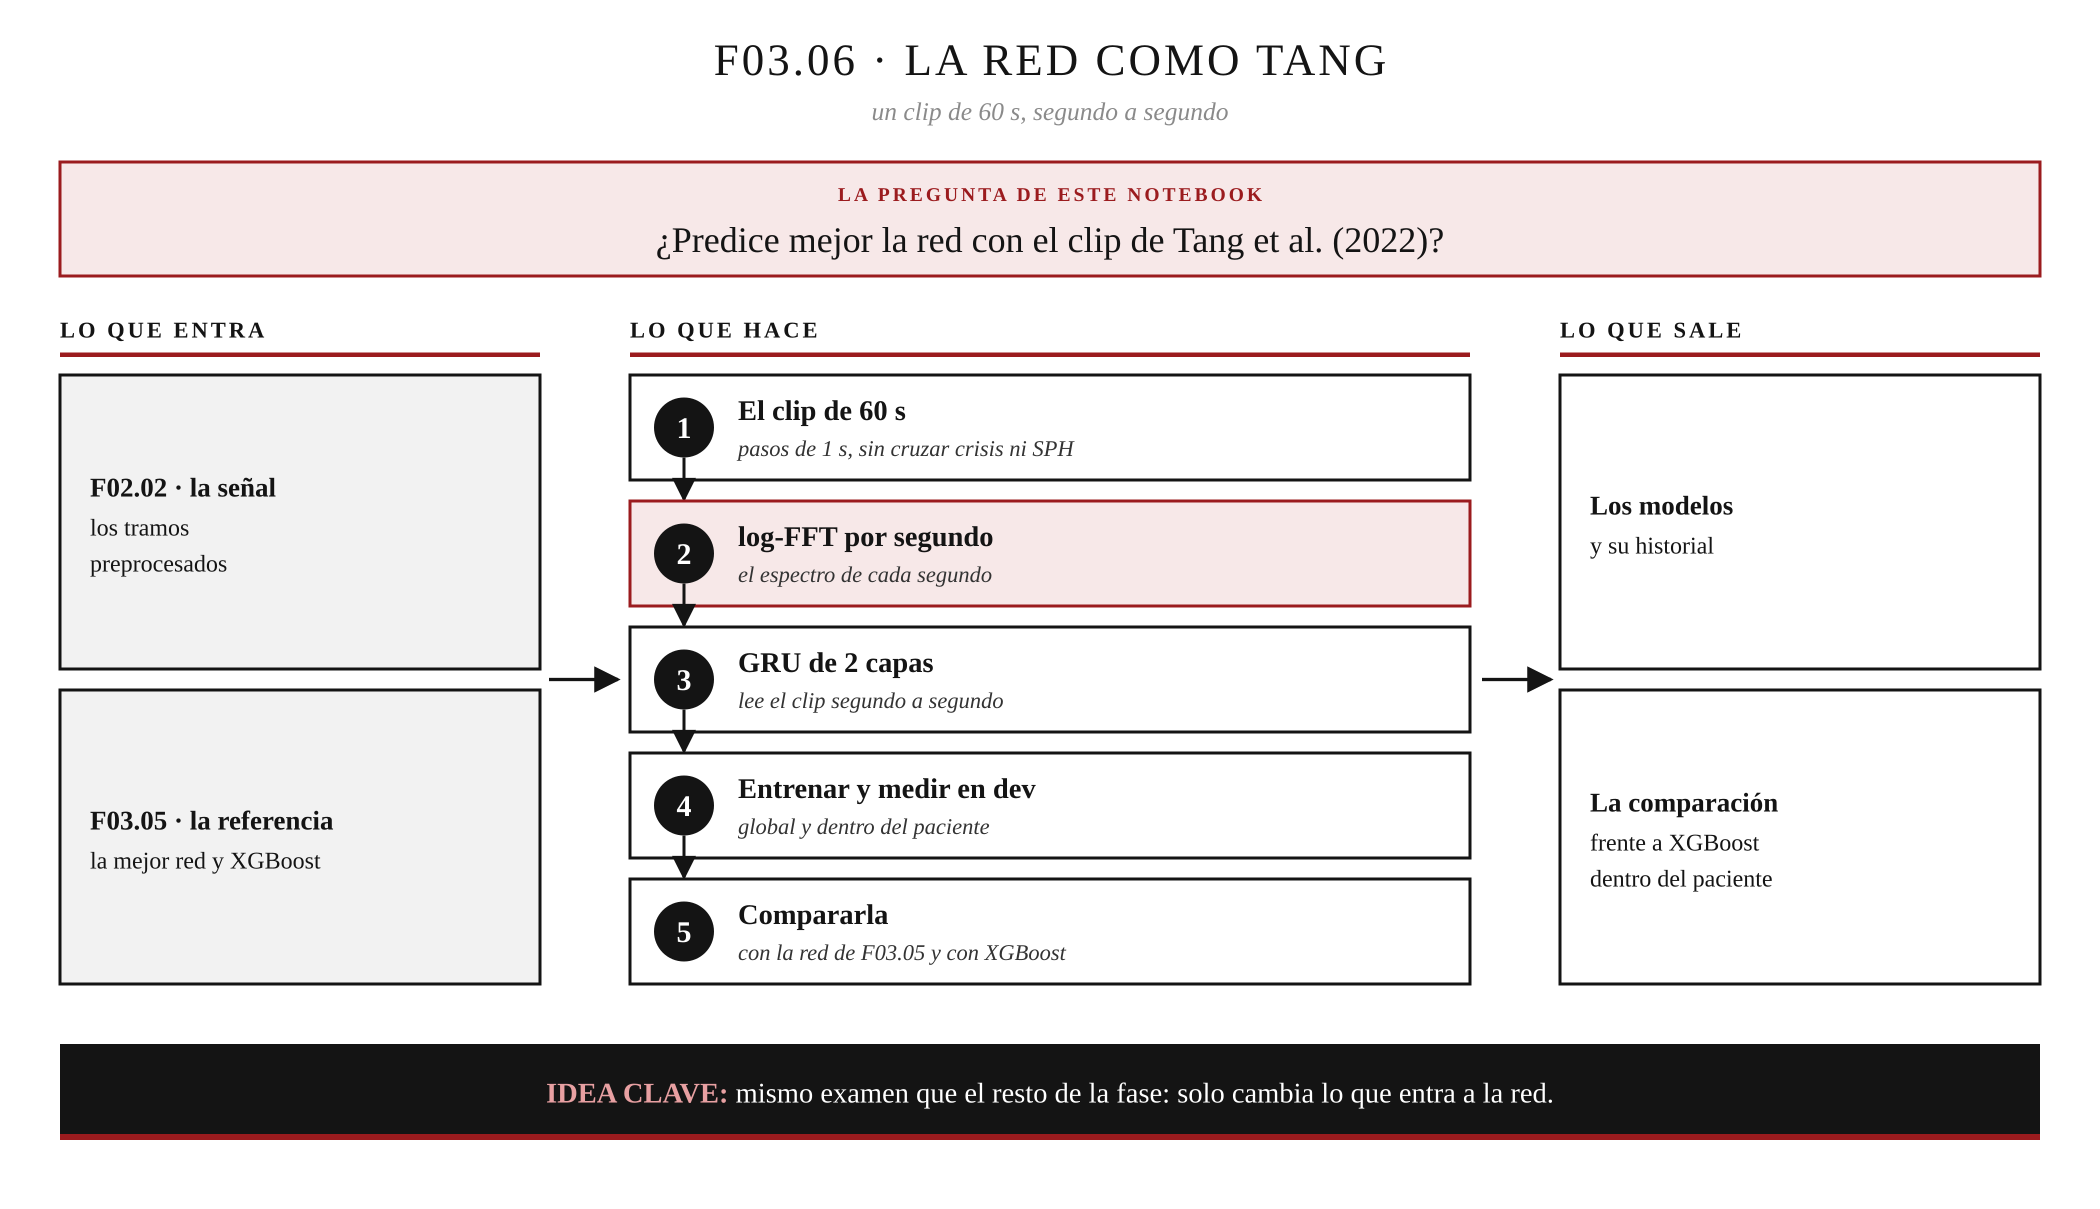 F03.06 · LA RED COMO TANG
un clip de 60 s, segundo a segundo
LA PREGUNTA DE ESTE NOTEBOOK
¿Predice mejor la red con el clip de Tang et al. (2022)?
LO QUE ENTRA
F02.02 · la señal
los tramos
preprocesados
F03.05 · la referencia
la mejor red y XGBoost
LO QUE HACE
1
El clip de 60 s
pasos de 1 s, sin cruzar crisis ni SPH
2
log-FFT por segundo
el espectro de cada segundo
3
GRU de 2 capas
lee el clip segundo a segundo
4
Entrenar y medir en dev
global y dentro del paciente
5
Compararla
con la red de F03.05 y con XGBoost
LO QUE SALE
Los modelos
y su historial
La comparación
frente a XGBoost
dentro del paciente
IDEA CLAVE: mismo examen que el resto de la fase: solo cambia lo que entra a la red.